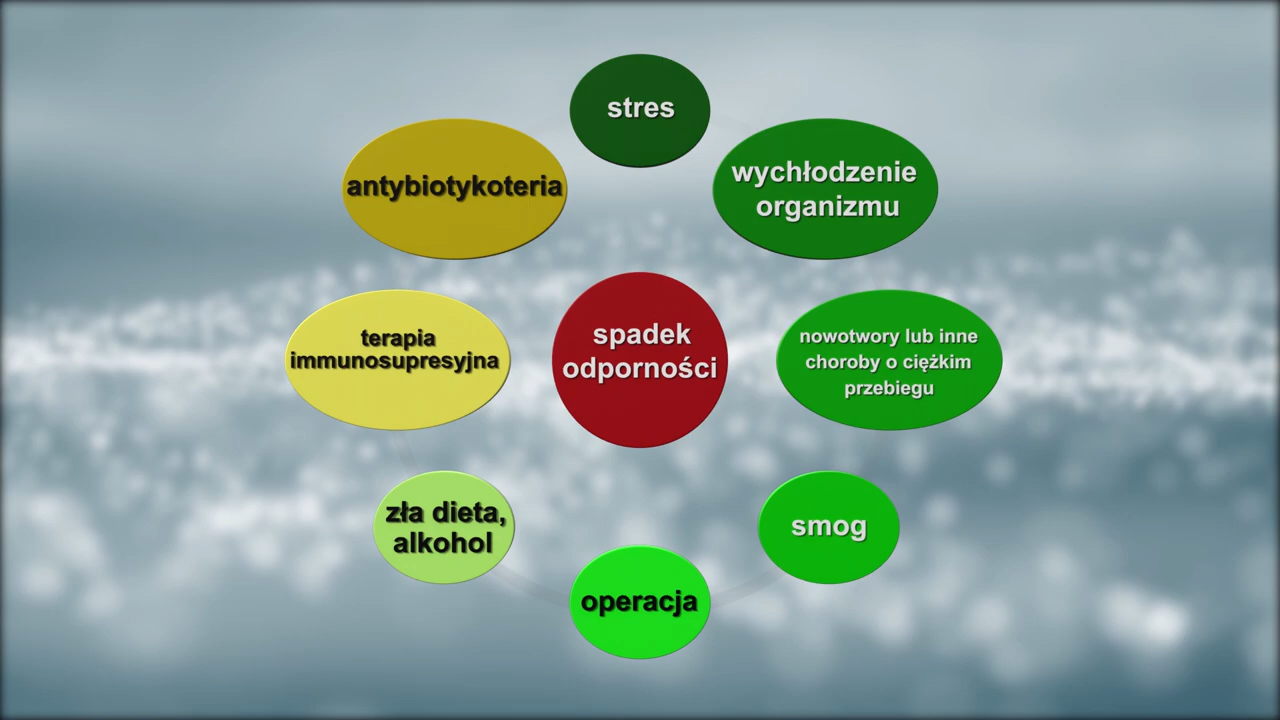 stres
antybiotykoteria
wychłodzenie
organizmu
terapia
immunosupresyjna
spadek
odporności
nowotwory lub inne
choroby o ciężkim
przebiegu
zła dieta,
alkohol
smog
operacja